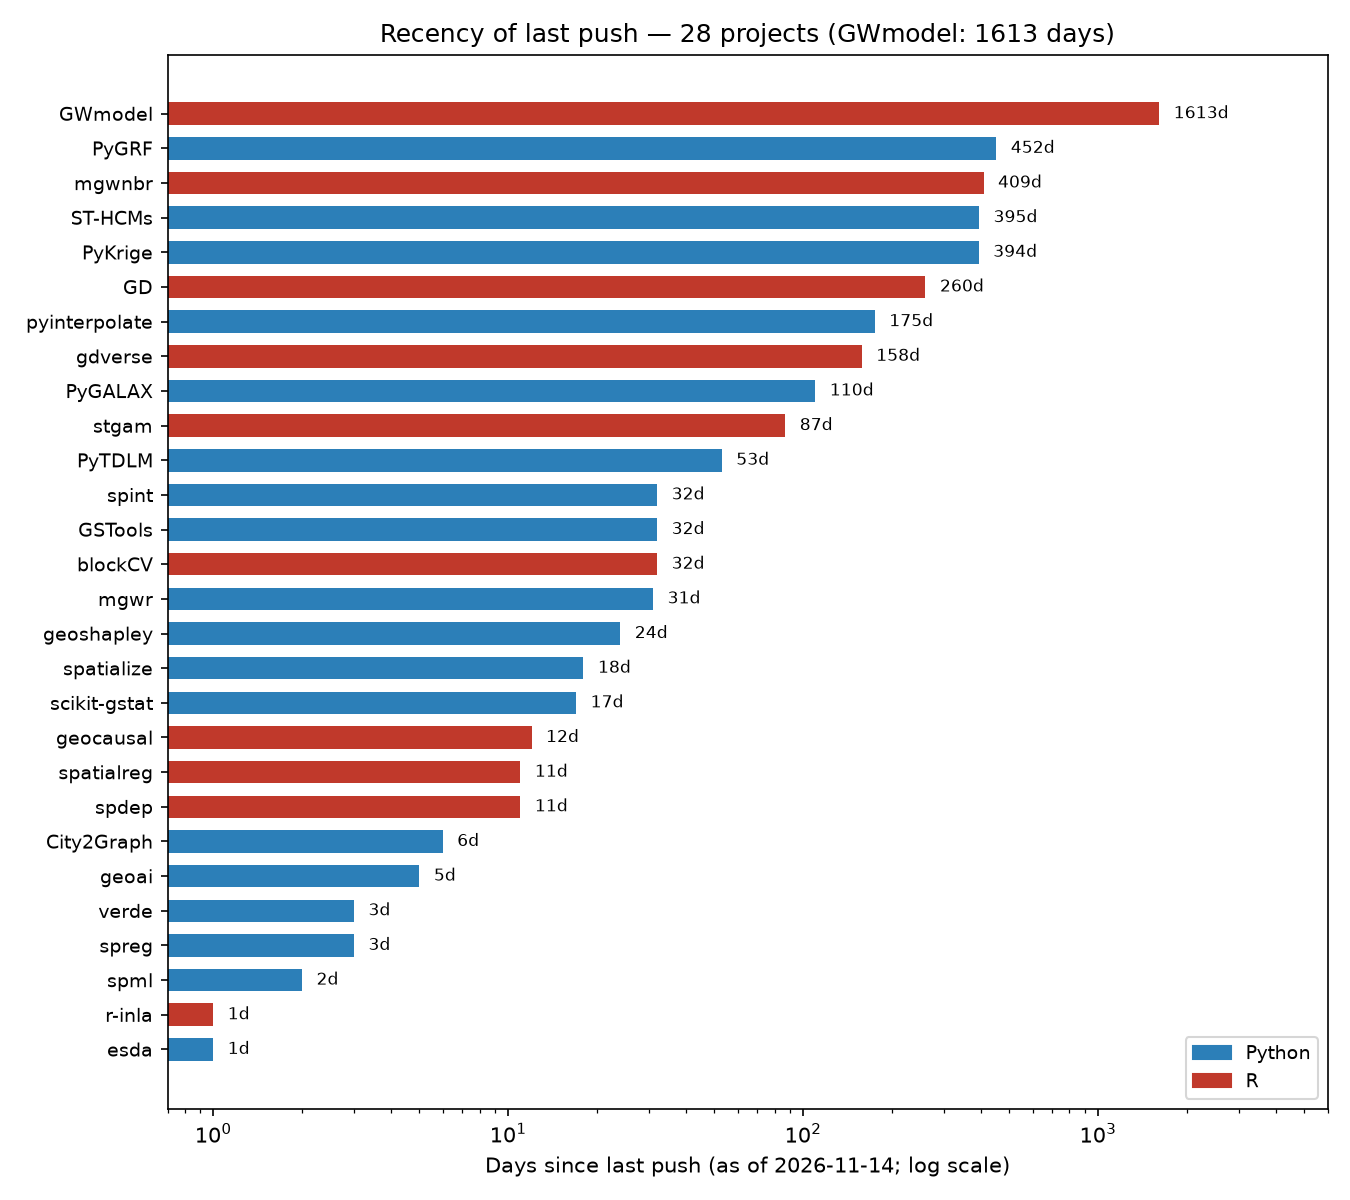 Recency of last push — 28 projects (GWmodel: 1613 days)
GWmodel 1613d
PyGRF 452d
mgwnbr 409d
ST-HCMs 395d
PyKrige 394d
GD 260d
pyinterpolate 175d
gdverse 158d
PyGALAX 110d
stgam 87d
PyTDLM 53d
spint 32d
GSTools 32d
blockCV 32d
mgwr 31d
geoshapley 24d
spatialize 18d
scikit-gstat 17d
geocausal 12d
spatialreg 11d
spdep 11d
City2Graph 6d
geoai 5d
verde 3d
spreg 3d
spml 2d
r-inla 1d
esda 1d
Python
R
10⁰ 10¹ 10² 10³
Days since last push (as of 2026-11-14; log scale)